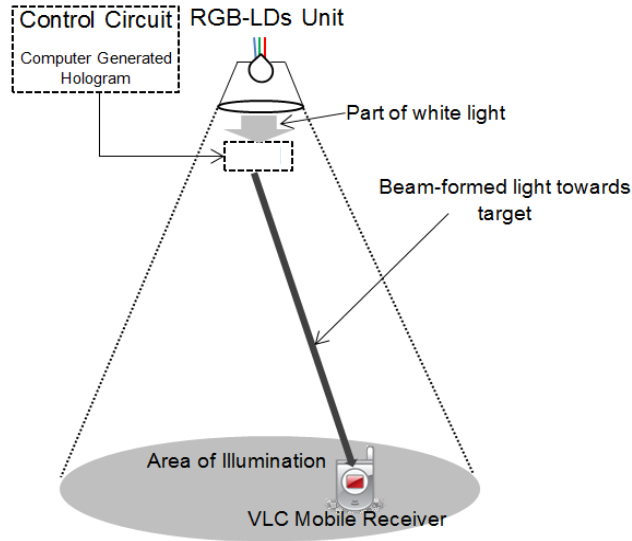 Control Circuit
Computer Generated
Hologram
RGB-LDs Unit
Part of white light
Beam-formed light towards
target
Area of Illumination
VLC Mobile Receiver